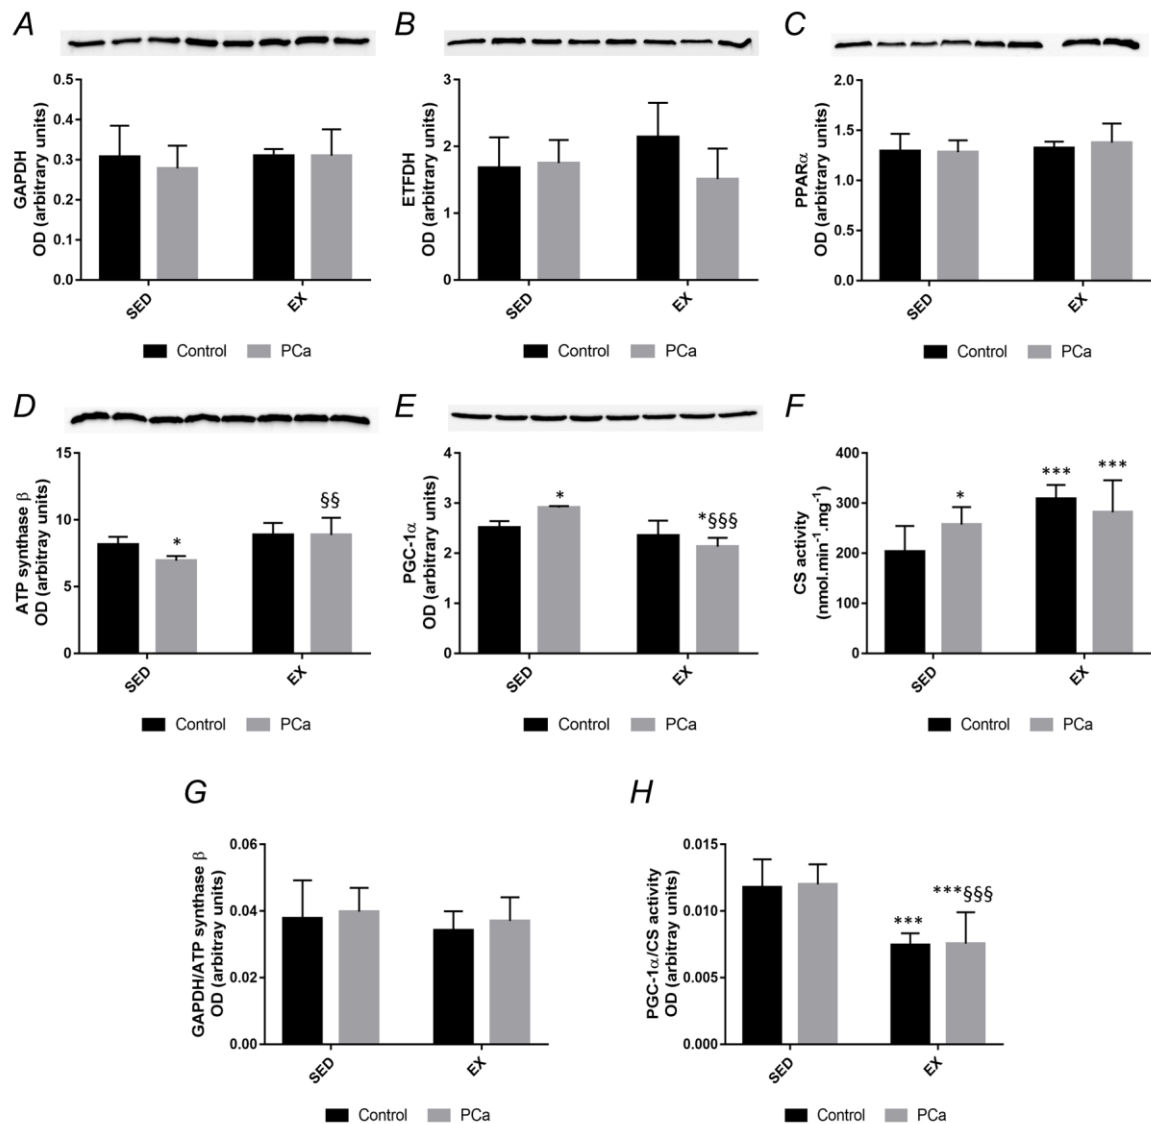 A
B
C
GAPDH
OD (arbitrary units)
0.5
0.4
0.3
0.2
0.1
0.0
SED
EX
Control
PCa
ETFDH
OD (arbitrary units)
3
2
1
0
SED
EX
Control
PCa
PPARα
OD (arbitrary units)
2.0
1.5
1.0
0.5
0.0
SED
EX
Control
PCa
D
E
F
ATP synthase β
OD (arbitray units)
15
10
5
0
*
§§
SED
EX
Control
PCa
PGC-1α
OD (arbitrary units)
4
3
2
1
0
*
*§§§
SED
EX
Control
PCa
CS activity
(nmol.min⁻¹.mg⁻¹)
400
300
200
100
0
*
***
***
SED
EX
Control
PCa
G
H
GAPDH/ATP synthase β
OD (arbitray units)
0.06
0.04
0.02
0.00
SED
EX
Control
PCa
PGC-1α/CS activity
OD (arbitray units)
0.015
0.010
0.005
0.000
***
***§§§
SED
EX
Control
PCa